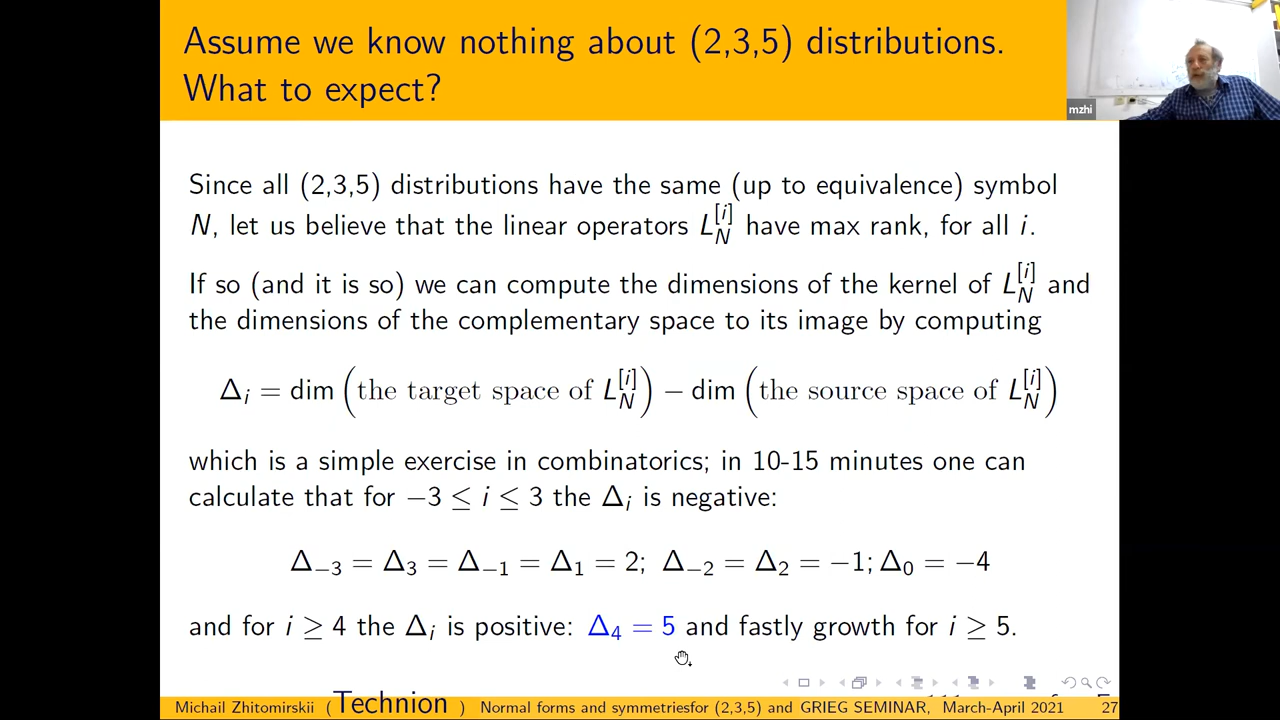 Assume we know nothing about (2,3,5) distributions.
What to expect?
mzhi
Since all (2,3,5) distributions have the same (up to equivalence) symbol
N, let us believe that the linear operators L_N^{[i]} have max rank, for all i.
If so (and it is so) we can compute the dimensions of the kernel of L_N^{[i]} and
the dimensions of the complementary space to its image by computing
Δ_i = dim (the target space of L_N^{[i]}) − dim (the source space of L_N^{[i]})
which is a simple exercise in combinatorics; in 10-15 minutes one can
calculate that for −3 ≤ i ≤ 3 the Δ_i is negative:
Δ_{−3} = Δ_3 = Δ_{−1} = Δ_1 = 2; Δ_{−2} = Δ_2 = −1; Δ_0 = −4
and for i ≥ 4 the Δ_i is positive: Δ_4 = 5 and fastly growth for i ≥ 5.
Michail Zhitomirskii ( Technion ) Normal forms and symmetriesfor (2,3,5) and GRIEG SEMINAR, March-April 2021 27